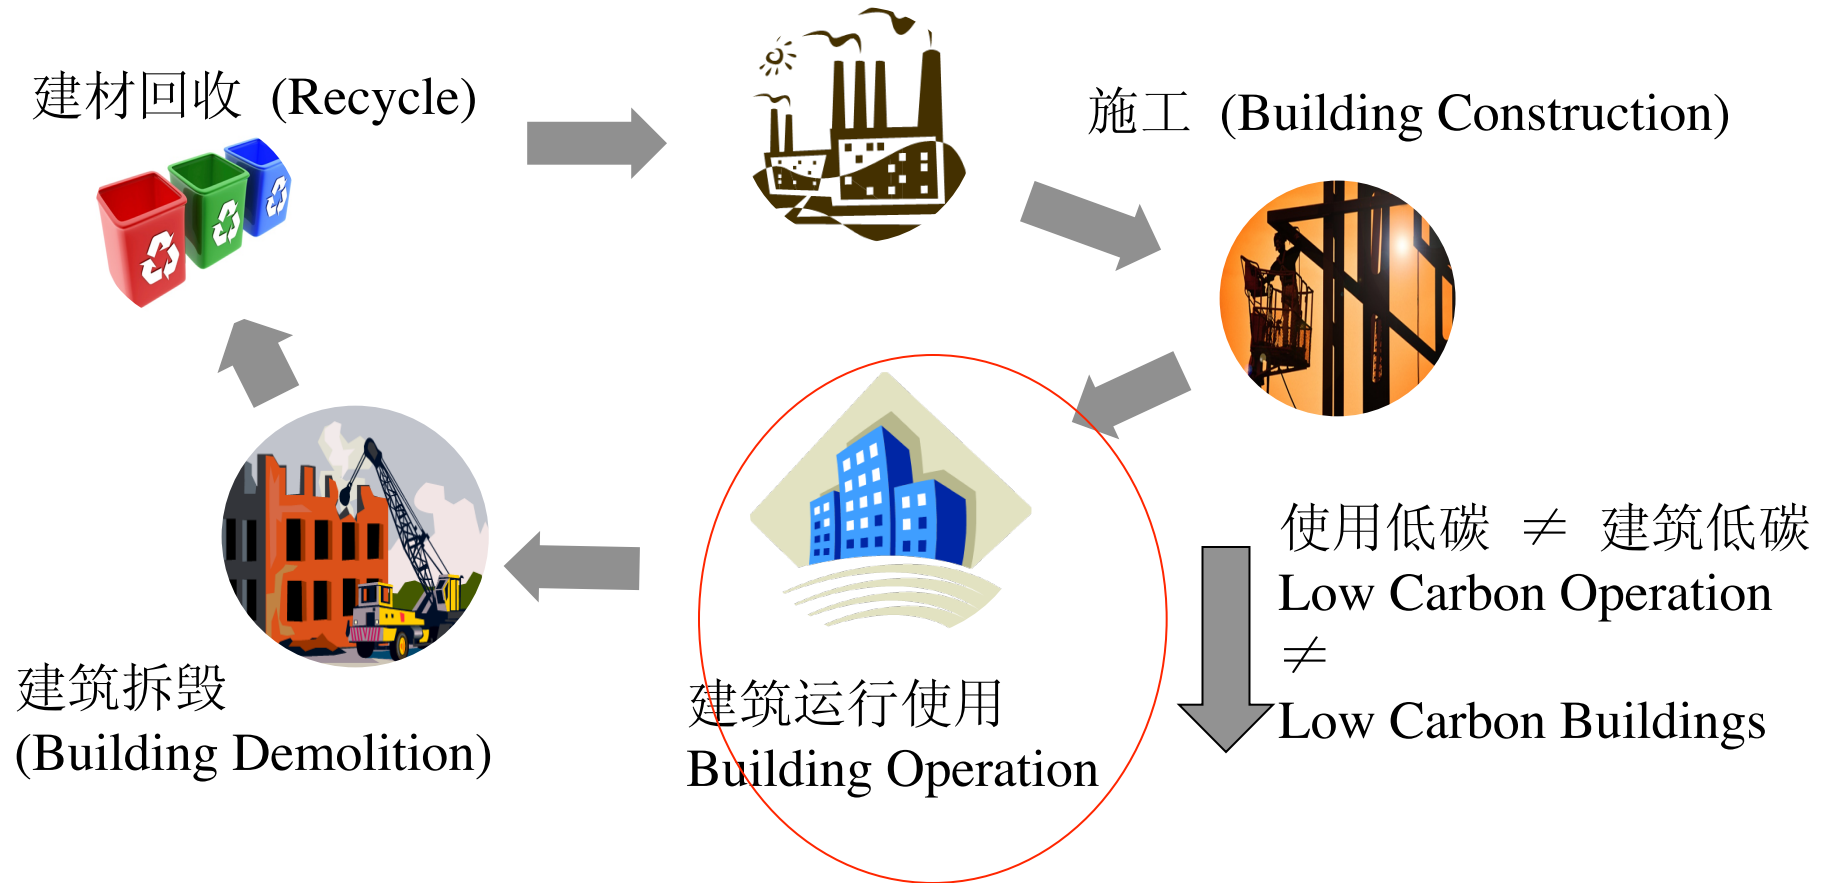 建材回收 (Recycle)
施工 (Building Construction)
使用低碳 ≠ 建筑低碳
Low Carbon Operation
≠
Low Carbon Buildings
建筑运行使用
Building Operation
建筑拆毁
(Building Demolition)